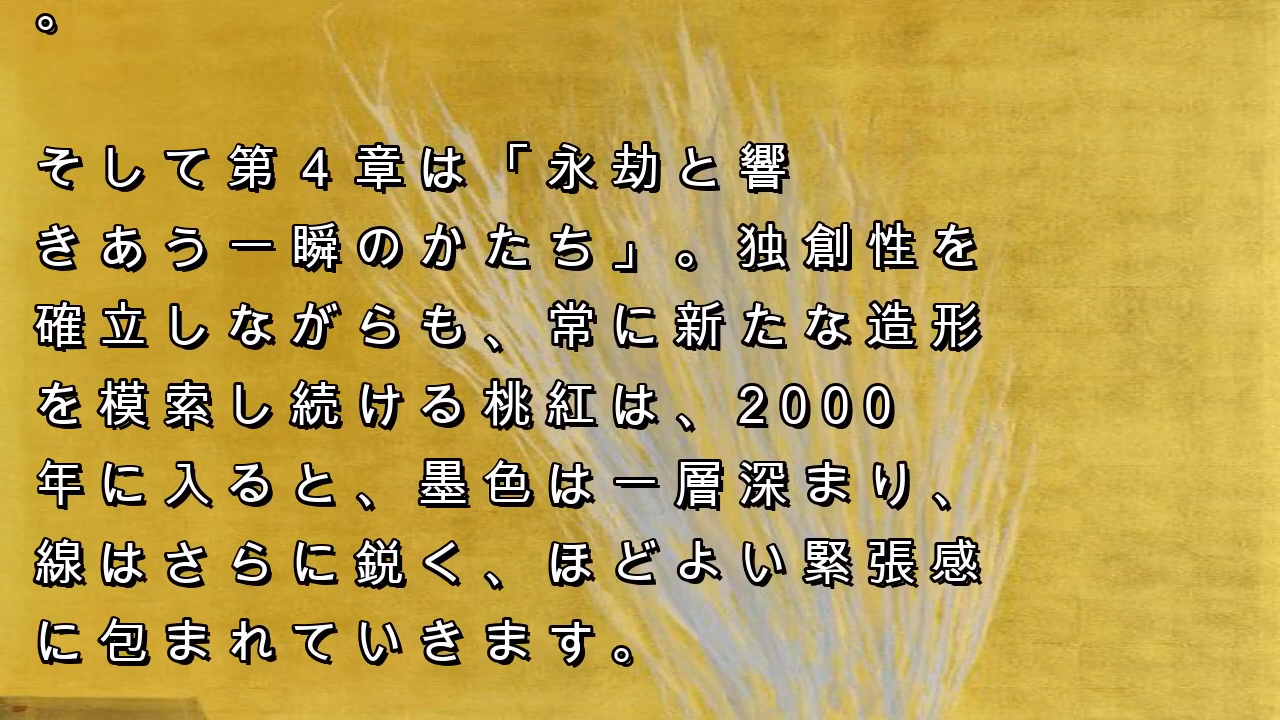 。
そして第4章は「永劫と響
きあう一瞬のかたち」。独創性を
確立しながらも、常に新たな造形
を模索し続ける桃紅は、2000
年に入ると、墨色は一層深まり、
線はさらに鋭く、ほどよい緊張感
に包まれていきます。